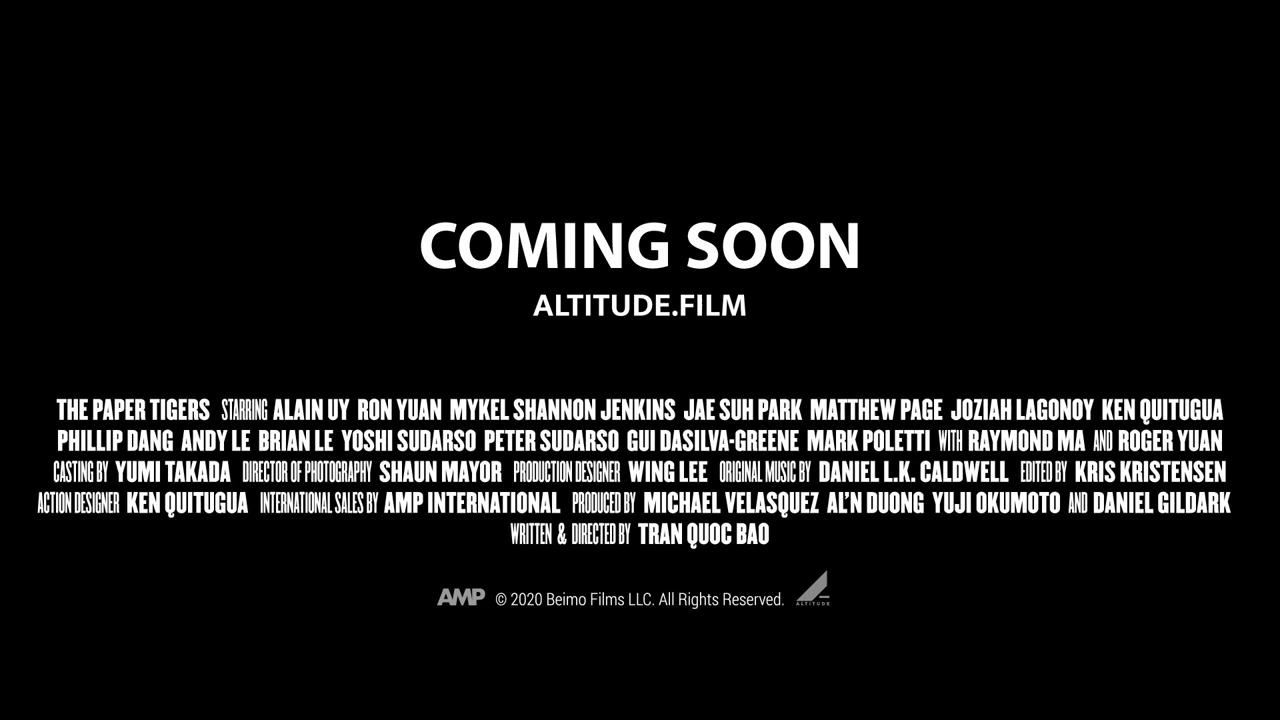 COMING SOON
ALTITUDE.FILM
THE PAPER TIGERS STARRING ALAIN UY RON YUAN MYKEL SHANNON JENKINS JAE SUH PARK MATTHEW PAGE JOZIAH LAGONOY KEN QUITUGUA
PHILLIP DANG ANDY LE BRIAN LE YOSHI SUDARSO PETER SUDARSO GUI DASILVA-GREENE MARK POLETTI WITH RAYMOND MA AND ROGER YUAN
CASTING BY YUMI TAKADA DIRECTOR OF PHOTOGRAPHY SHAUN MAYOR PRODUCTION DESIGNER WING LEE ORIGINAL MUSIC BY DANIEL L.K. CALDWELL EDITED BY KRIS KRISTENSEN
ACTION DESIGNER KEN QUITUGUA INTERNATIONAL SALES BY AMP INTERNATIONAL PRODUCED BY MICHAEL VELASQUEZ AL'N DUONG YUJI OKUMOTO AND DANIEL GILDARK
WRITTEN & DIRECTED BY TRAN QUOC BAO
AMP © 2020 Beimo Films LLC. All Rights Reserved. ALTITUDE